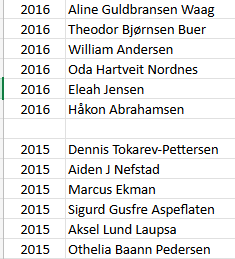 2016 Aline Guldbransen Waag
2016 Theodor Bjørnsen Buer
2016 William Andersen
2016 Oda Hartveit Nordnes
2016 Eleah Jensen
2016 Håkon Abrahamsen
2015 Dennis Tokarev-Pettersen
2015 Aiden J Nefstad
2015 Marcus Ekman
2015 Sigurd Gusfre Aspeflaten
2015 Aksel Lund Laupsa
2015 Othelia Baann Pedersen